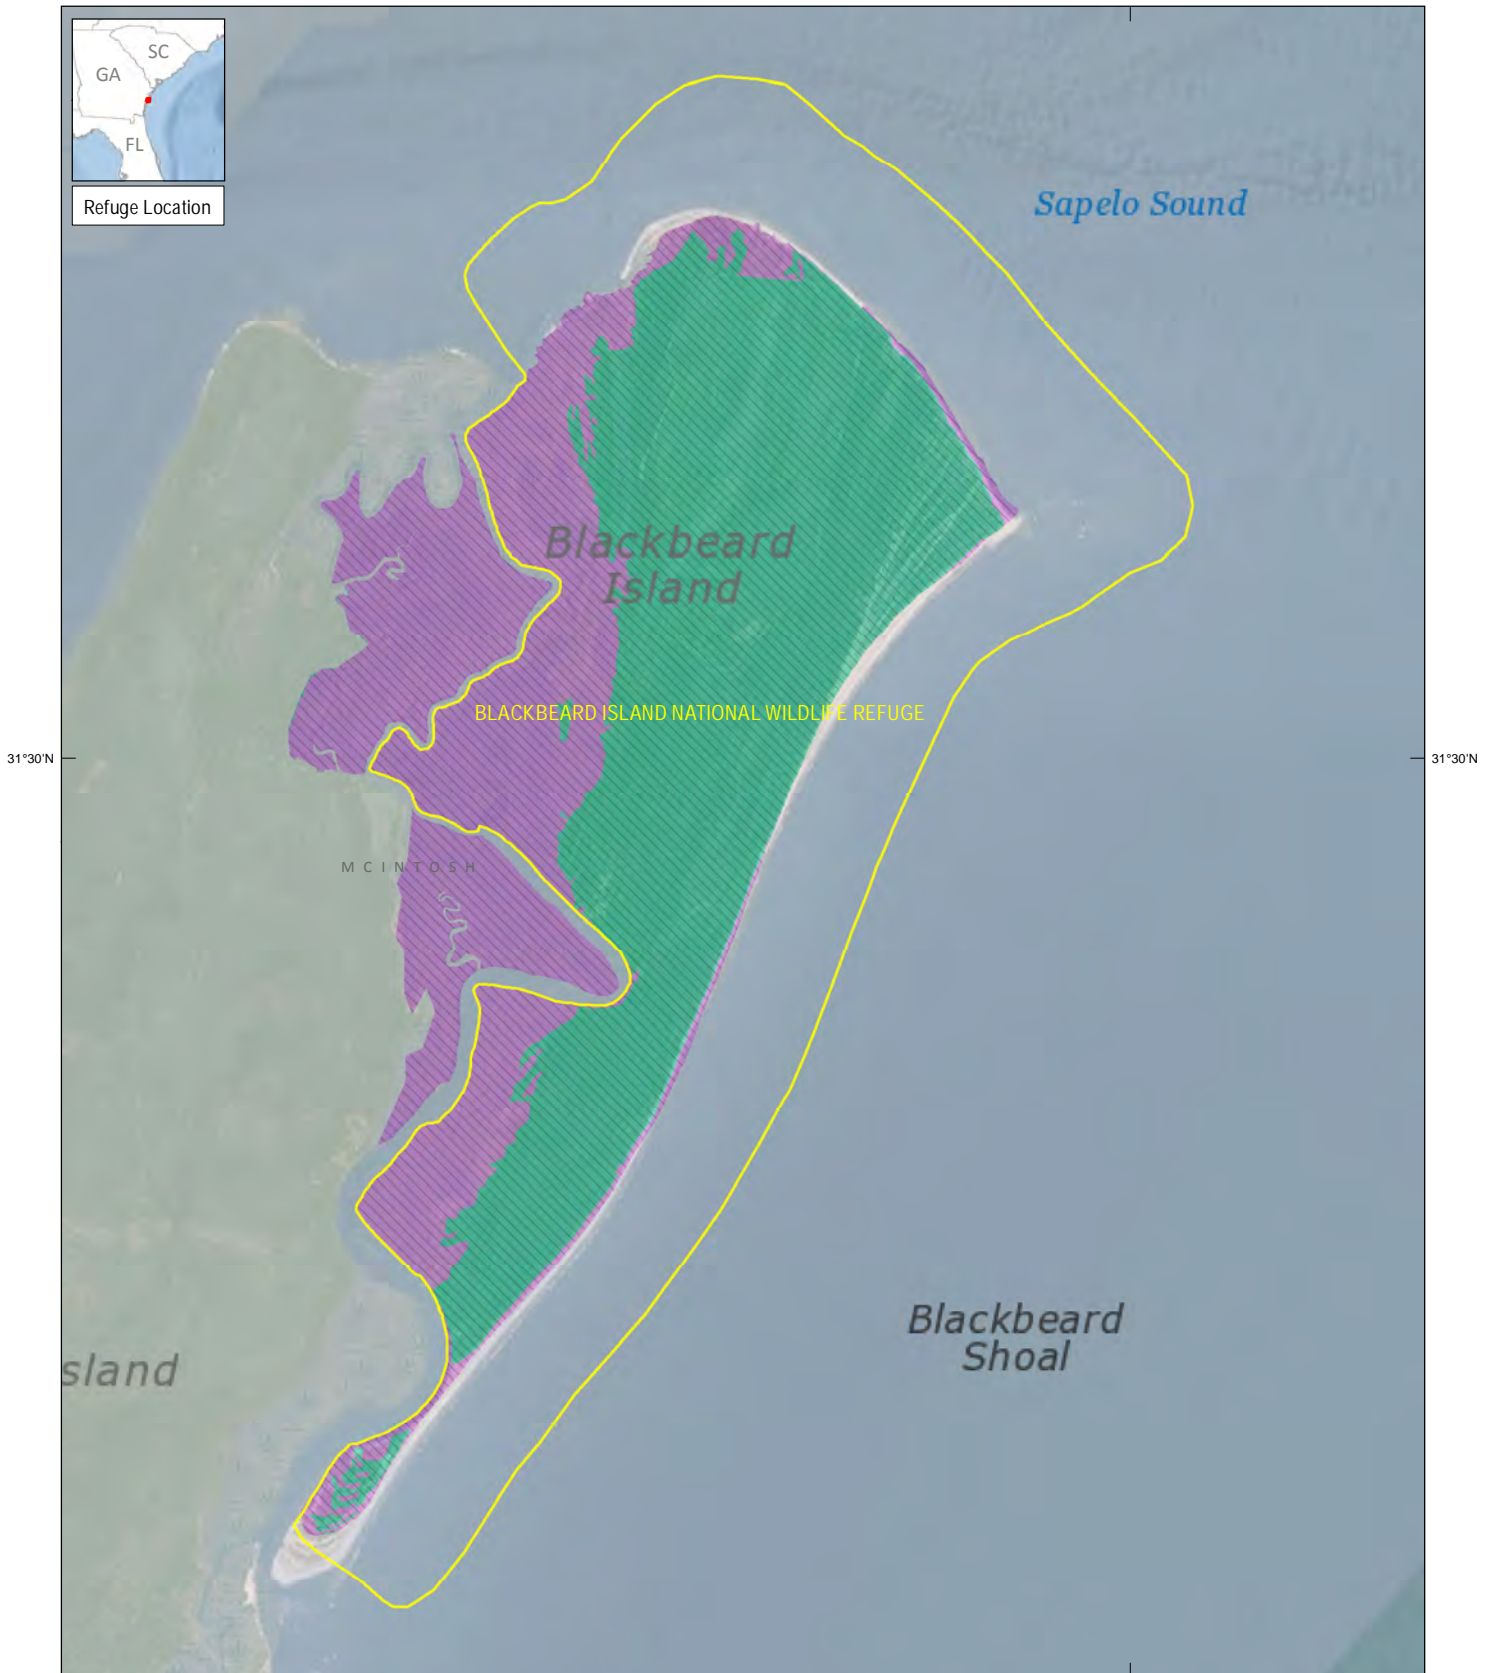 SC
GA
FL
Refuge Location
Sapelo Sound
Blackbeard
Island
BLACKBEARD ISLAND NATIONAL WILDLIFE REFUGE
31°30'N
31°30'N
MCINTOSH
Blackbeard
Shoal
sland